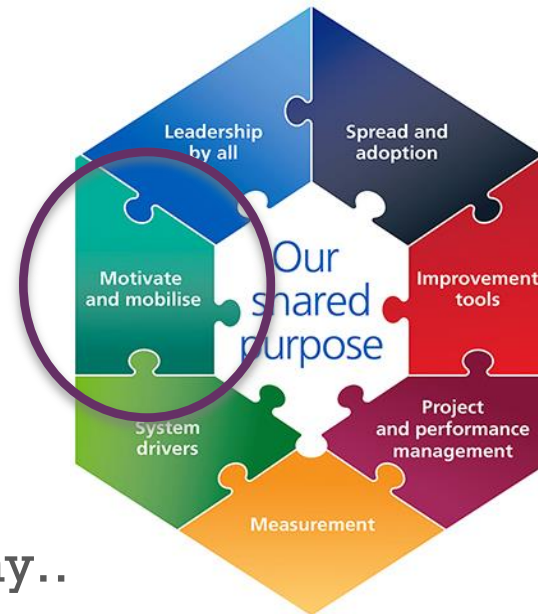 Leadership
by all
Spread and
adoption
Motivate
and mobilise
Our
shared
purpose
Improvement
tools
System
drivers
Project
and performance
management
Measurement